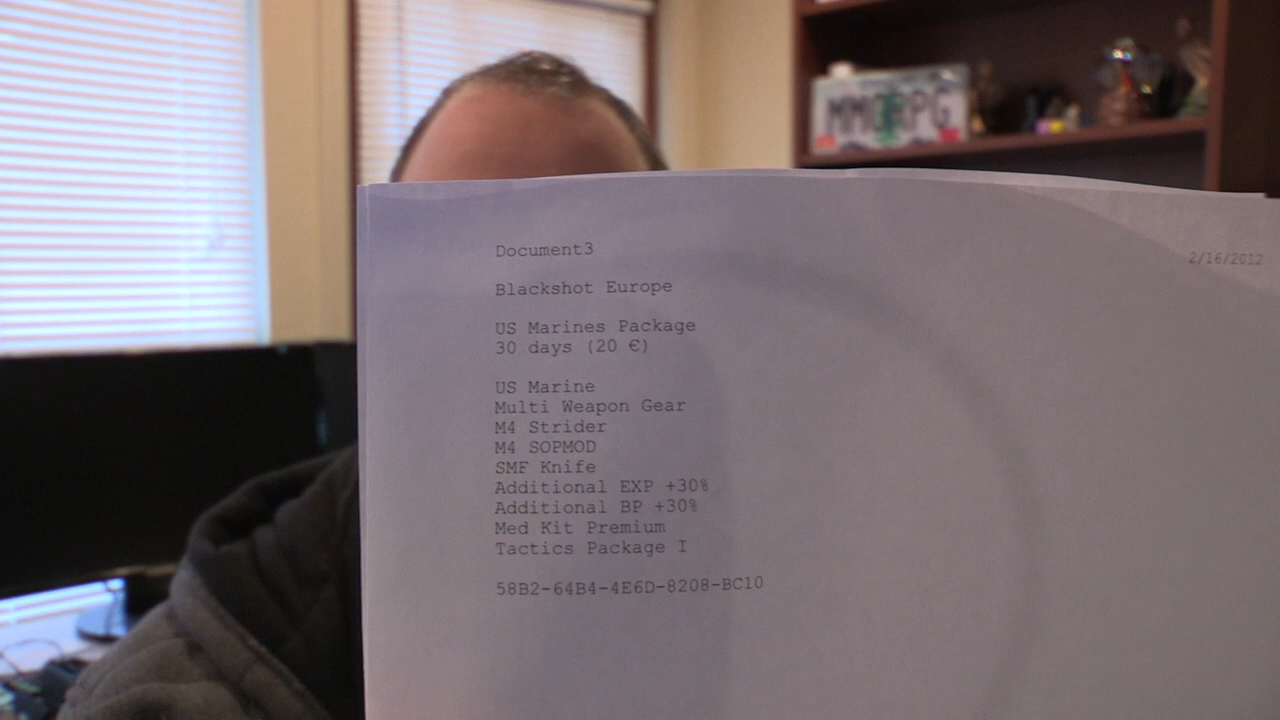 MMORPG
Document3
2/16/2012
Blackshot Europe
US Marines Package
30 days (20 €)
US Marine
Multi Weapon Gear
M4 Strider
M4 SOPMOD
SMF Knife
Additional EXP +30%
Additional BP +30%
Med Kit Premium
Tactics Package I
58B2-64B4-4E6D-8208-BC10